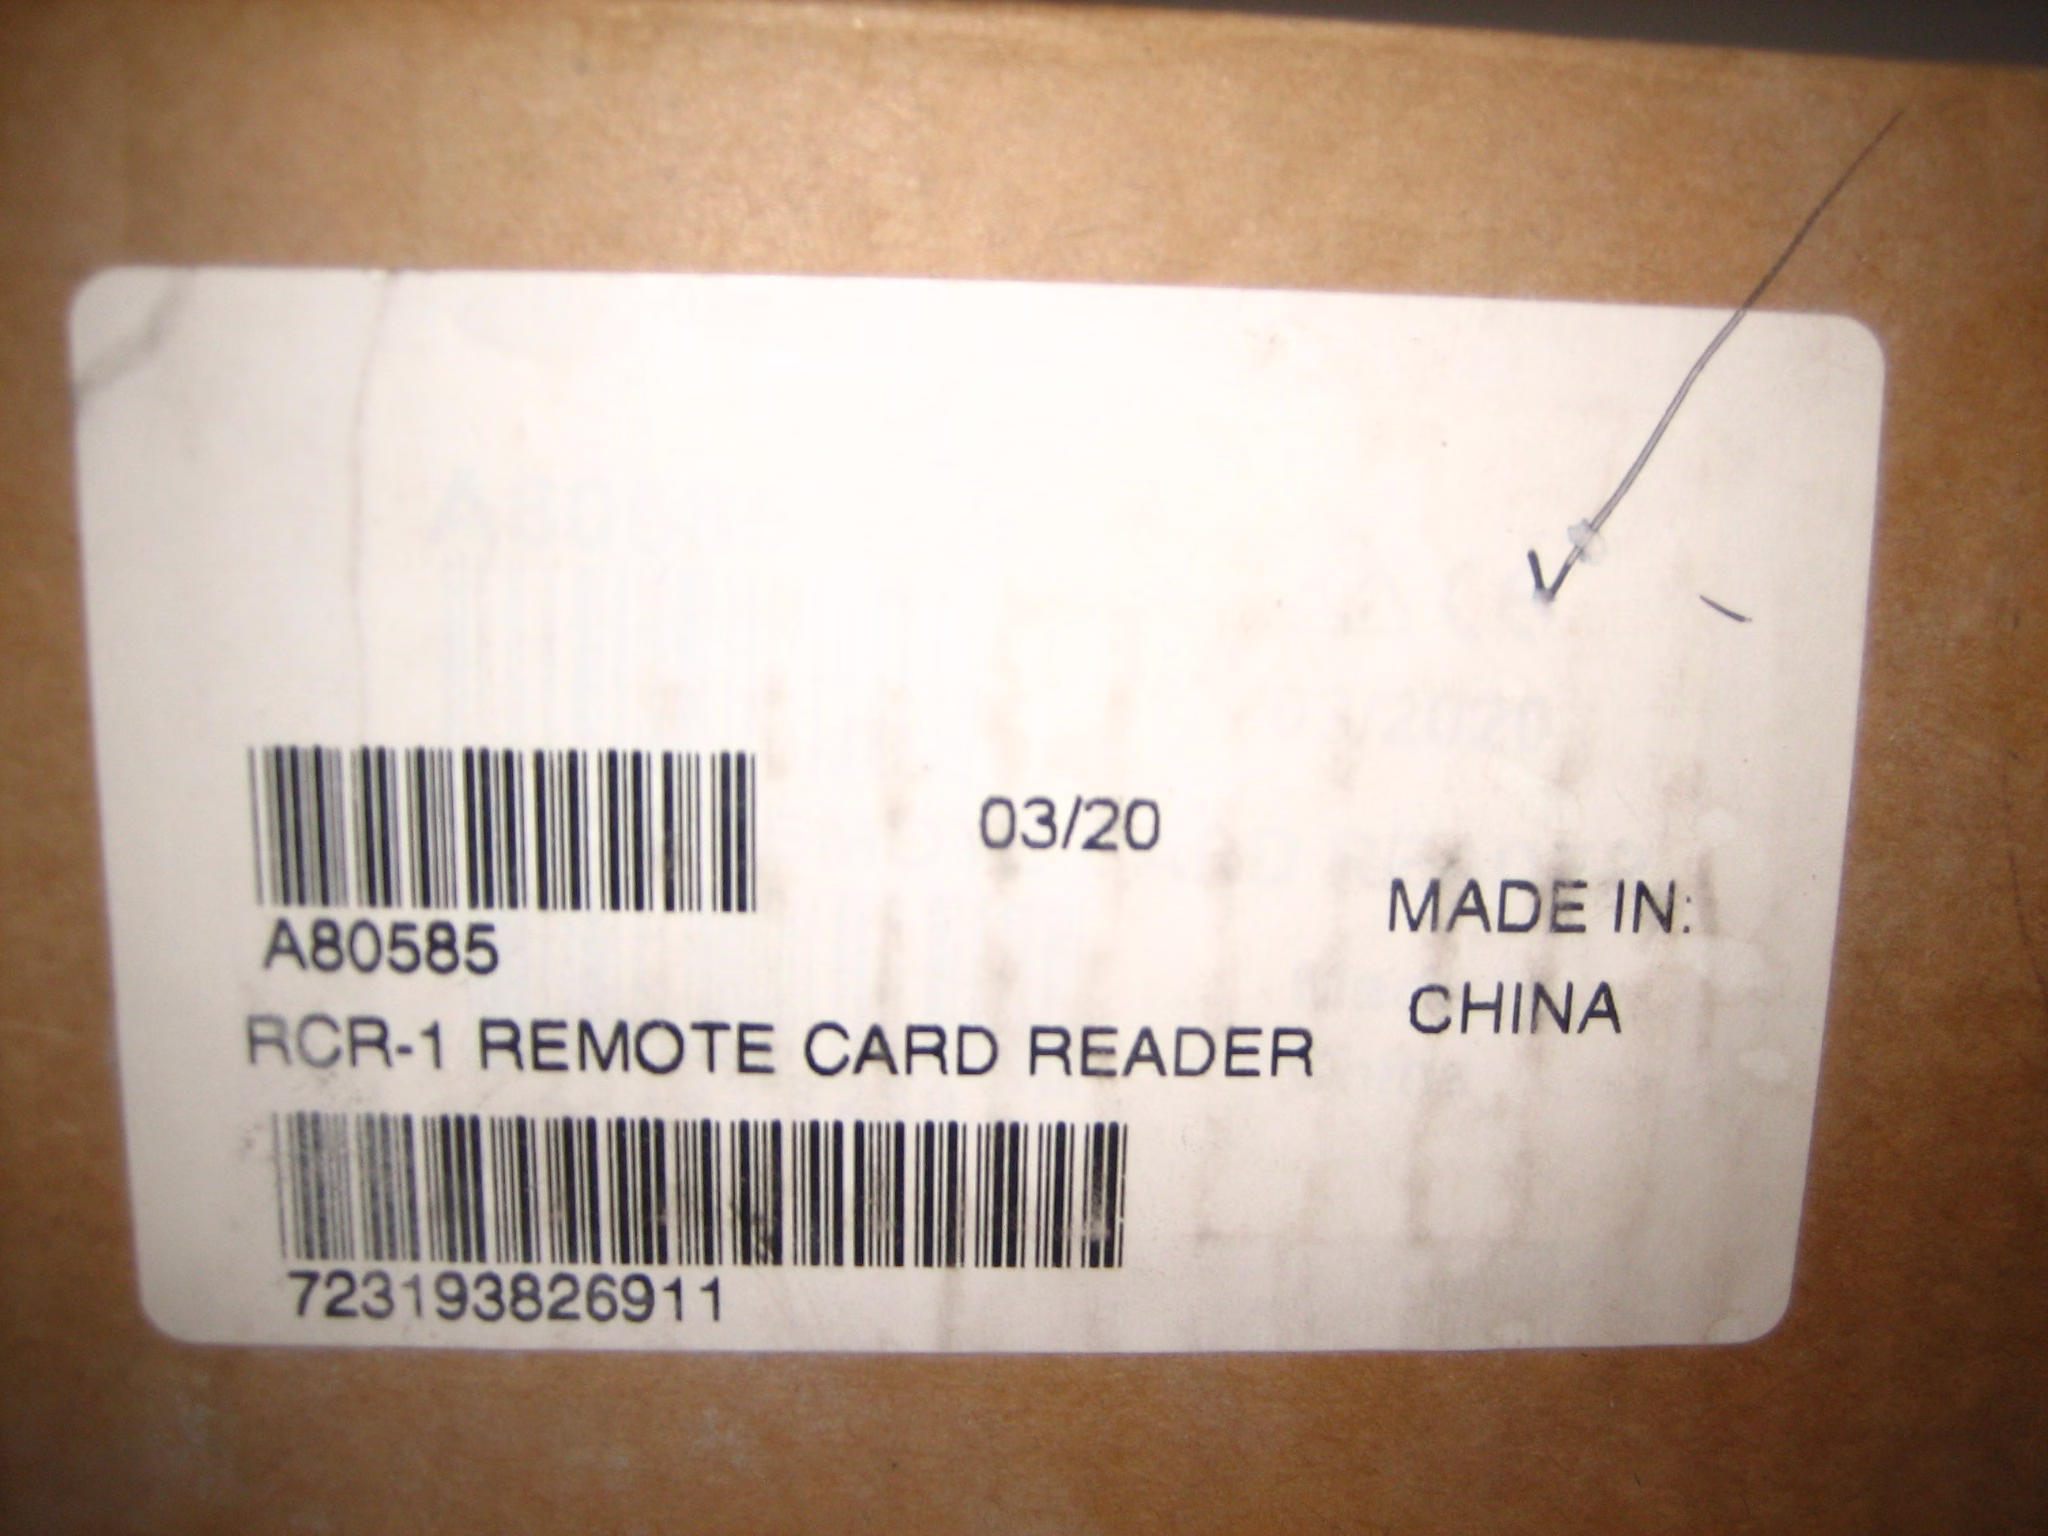 03/20
A80585
MADE IN:
CHINA
RCR-1 REMOTE CARD READER
723193826911